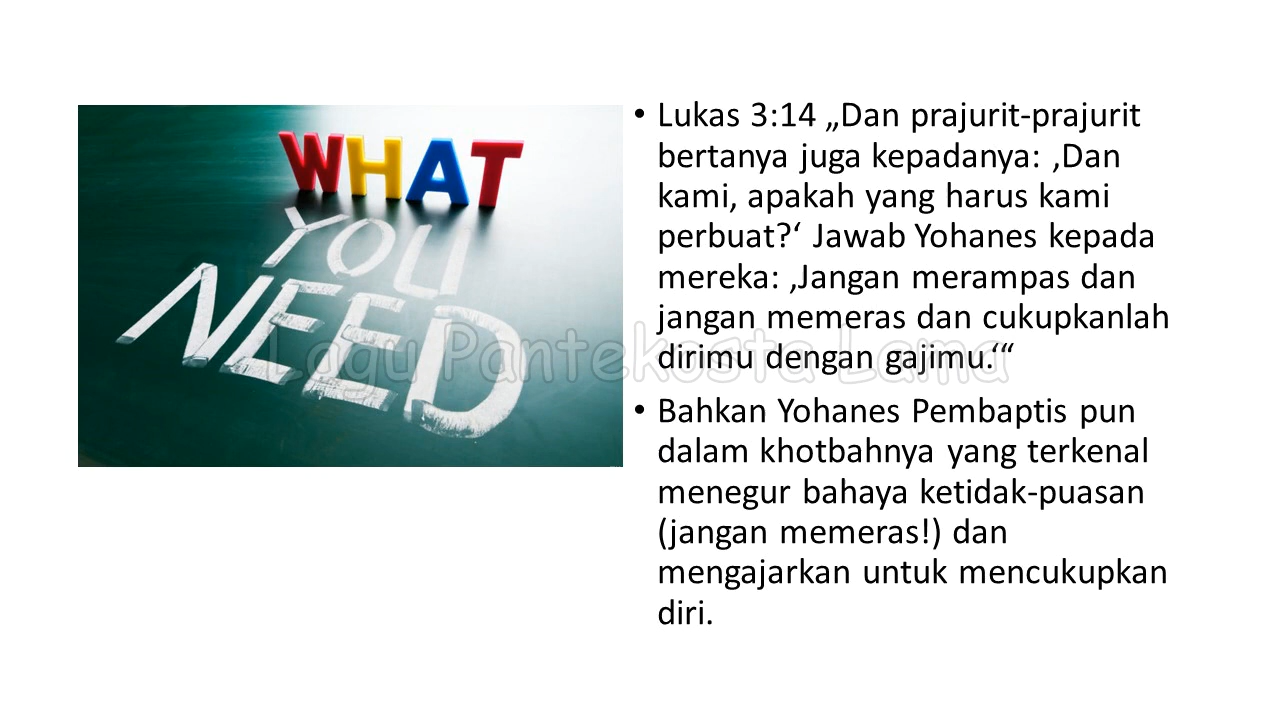 WHAT
YOU
NEED
• Lukas 3:14 „Dan prajurit-prajurit
bertanya juga kepadanya: ‚Dan
kami, apakah yang harus kami
perbuat?‘ Jawab Yohanes kepada
mereka: ‚Jangan merampas dan
jangan memeras dan cukupkanlah
dirimu dengan gajimu.‘“
• Bahkan Yohanes Pembaptis pun
dalam khotbahnya yang terkenal
menegur bahaya ketidak-puasan
(jangan memeras!) dan
mengajarkan untuk mencukupkan
diri.
Lagu Pantekosta Lama